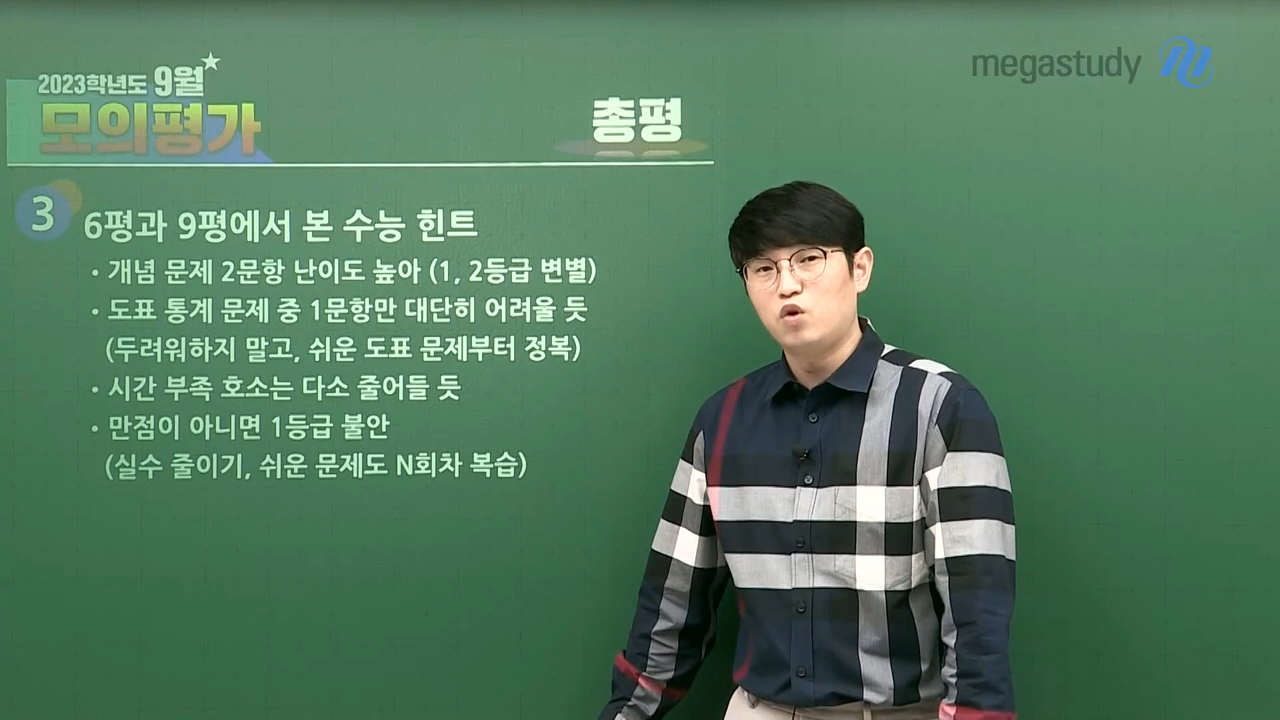 megastudy
2023학년도 9월
모의평가
총평
3
6평과 9평에서 본 수능 힌트
• 개념 문제 2문항 난이도 높아 (1, 2등급 변별)
• 도표 통계 문제 중 1문항만 대단히 어려울 듯
(두려워하지 말고, 쉬운 도표 문제부터 정복)
• 시간 부족 호소는 다소 줄어들 듯
• 만점이 아니면 1등급 불안
(실수 줄이기, 쉬운 문제도 N회차 복습)